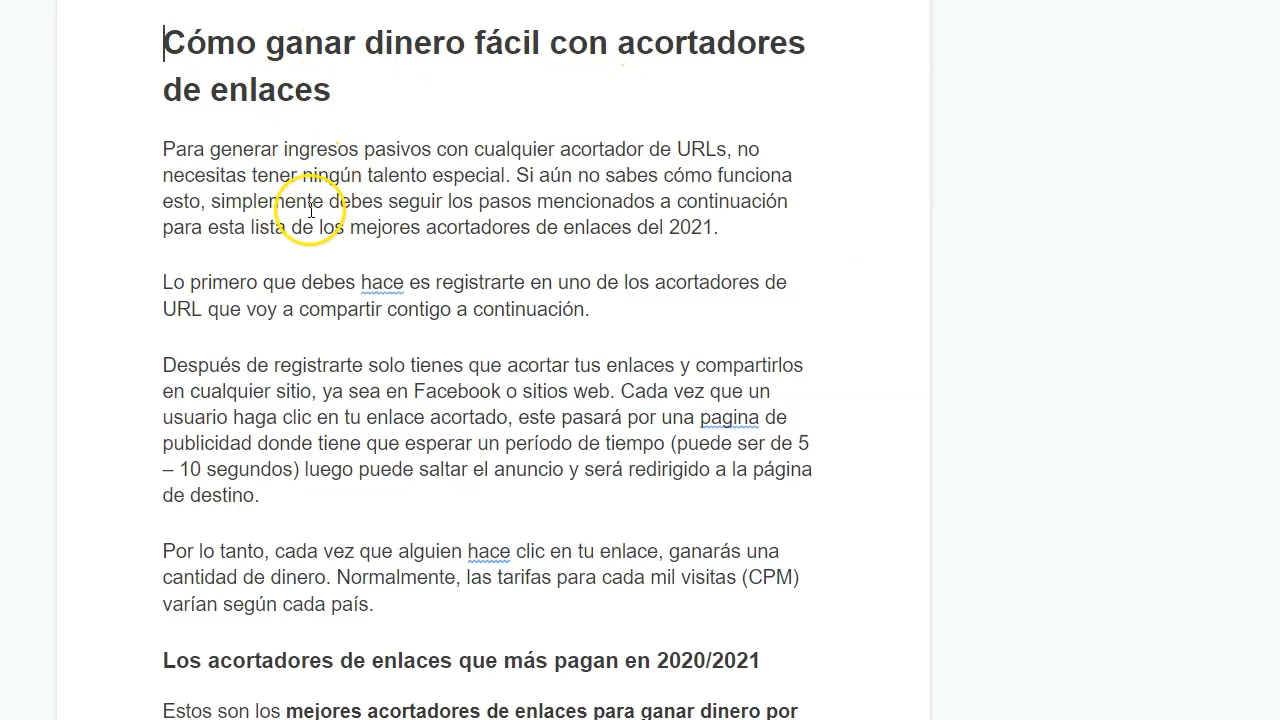 Cómo ganar dinero fácil con acortadores
de enlaces
Para generar ingresos pasivos con cualquier acortador de URLs, no
necesitas tener ningún talento especial. Si aún no sabes cómo funciona
esto, simplemente debes seguir los pasos mencionados a continuación
para esta lista de los mejores acortadores de enlaces del 2021.
Lo primero que debes hace es registrarte en uno de los acortadores de
URL que voy a compartir contigo a continuación.
Después de registrarte solo tienes que acortar tus enlaces y compartirlos
en cualquier sitio, ya sea en Facebook o sitios web. Cada vez que un
usuario haga clic en tu enlace acortado, este pasará por una pagina de
publicidad donde tiene que esperar un período de tiempo (puede ser de 5
– 10 segundos) luego puede saltar el anuncio y será redirigido a la página
de destino.
Por lo tanto, cada vez que alguien hace clic en tu enlace, ganarás una
cantidad de dinero. Normalmente, las tarifas para cada mil visitas (CPM)
varían según cada país.
Los acortadores de enlaces que más pagan en 2020/2021
Estos son los mejores acortadores de enlaces para ganar dinero por